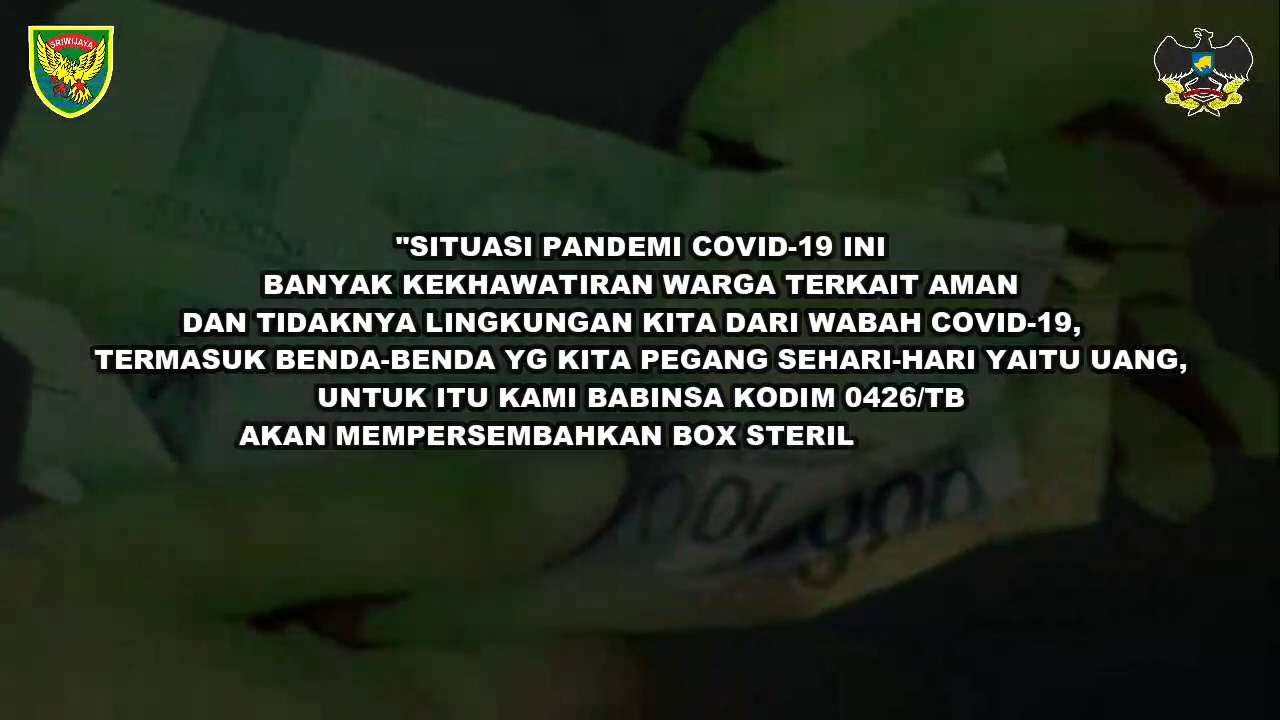 SRIWIJAYA
"SITUASI PANDEMI COVID-19 INI
BANYAK KEKHAWATIRAN WARGA TERKAIT AMAN
DAN TIDAKNYA LINGKUNGAN KITA DARI WABAH COVID-19,
TERMASUK BENDA-BENDA YG KITA PEGANG SEHARI-HARI YAITU UANG,
UNTUK ITU KAMI BABINSA KODIM 0426/TB
AKAN MEMPERSEMBAHKAN BOX STERIL